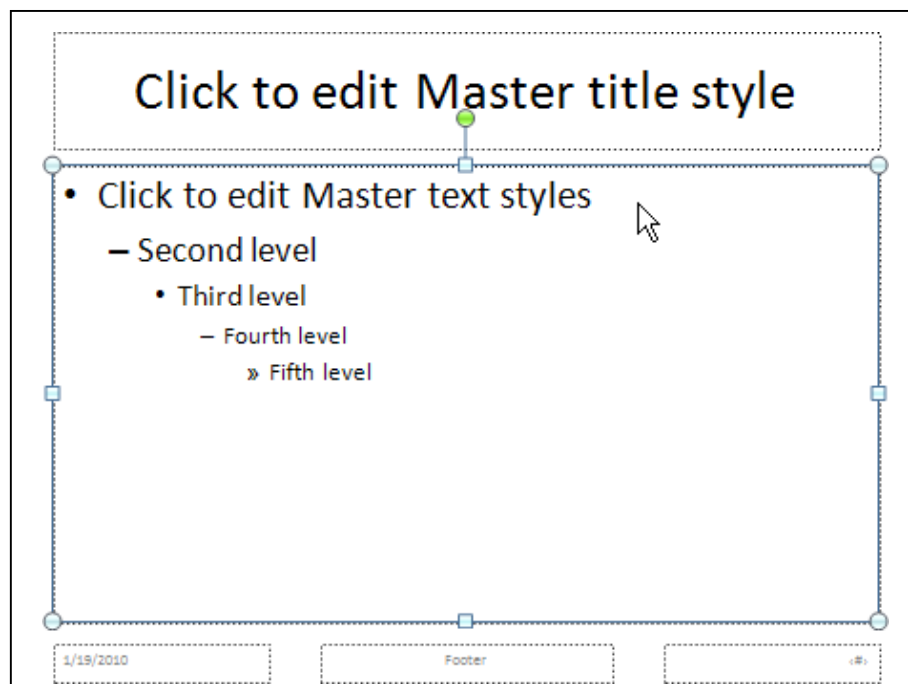 Click to edit Master title style
• Click to edit Master text styles
– Second level
• Third level
– Fourth level
» Fifth level
1/19/2010 Footer ‹#›